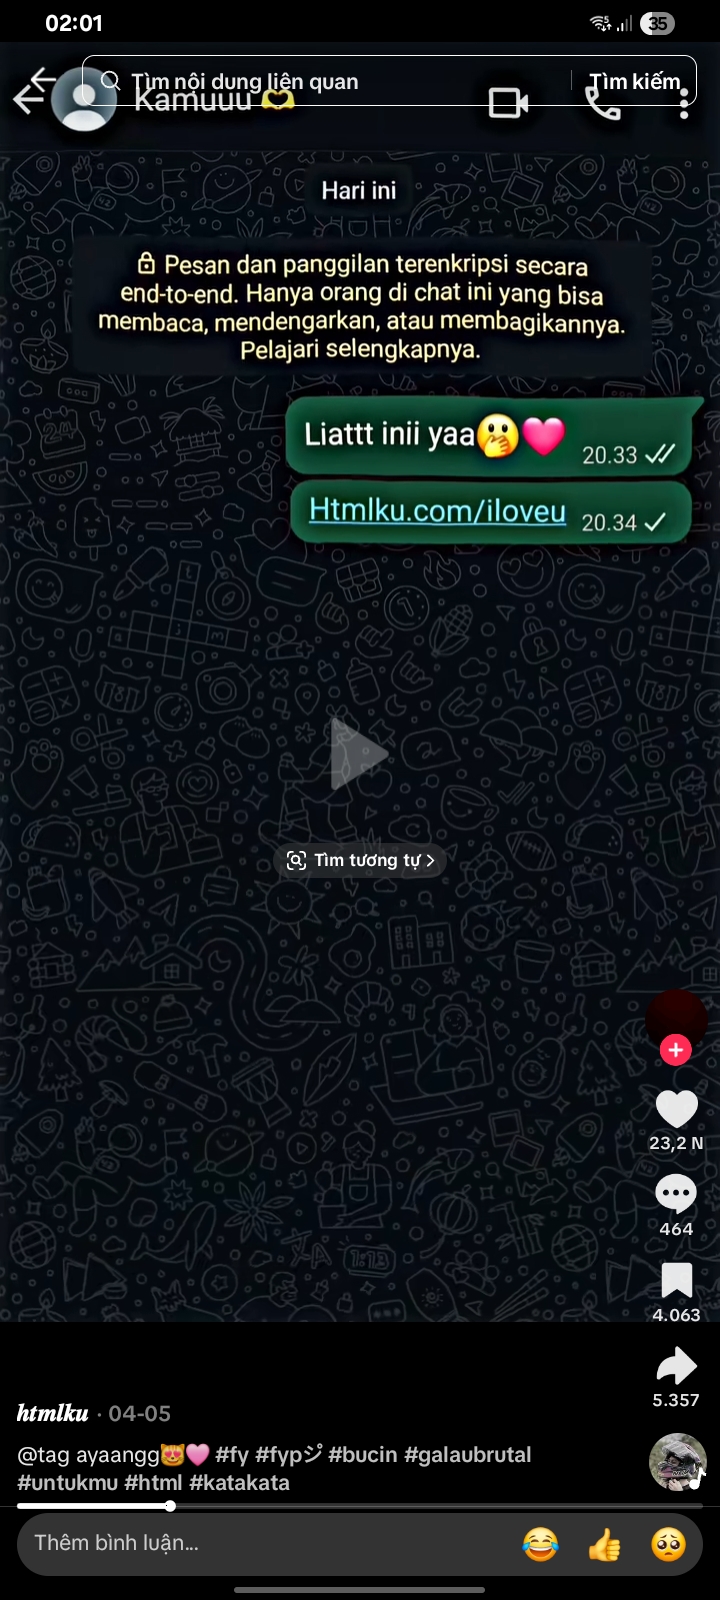 02:01
35
Tìm nội dung liên quan
Tìm kiếm
Kamuuu 🫶
Hari ini
Pesan dan panggilan terenkripsi secara
end-to-end. Hanya orang di chat ini yang bisa
membaca, mendengarkan, atau membagikannya.
Pelajari selengkapnya.
Liattt inii yaa🫢🩷 20.33
Htmlku.com/iloveu 20.34
Tìm tương tự
23,2 N
464
4.063
5.357
htmlku · 04-05
@tag ayaangg😻🩷 #fy #fypジ #bucin #galaubrutal
#untukmu #html #katakata
Thêm bình luận...